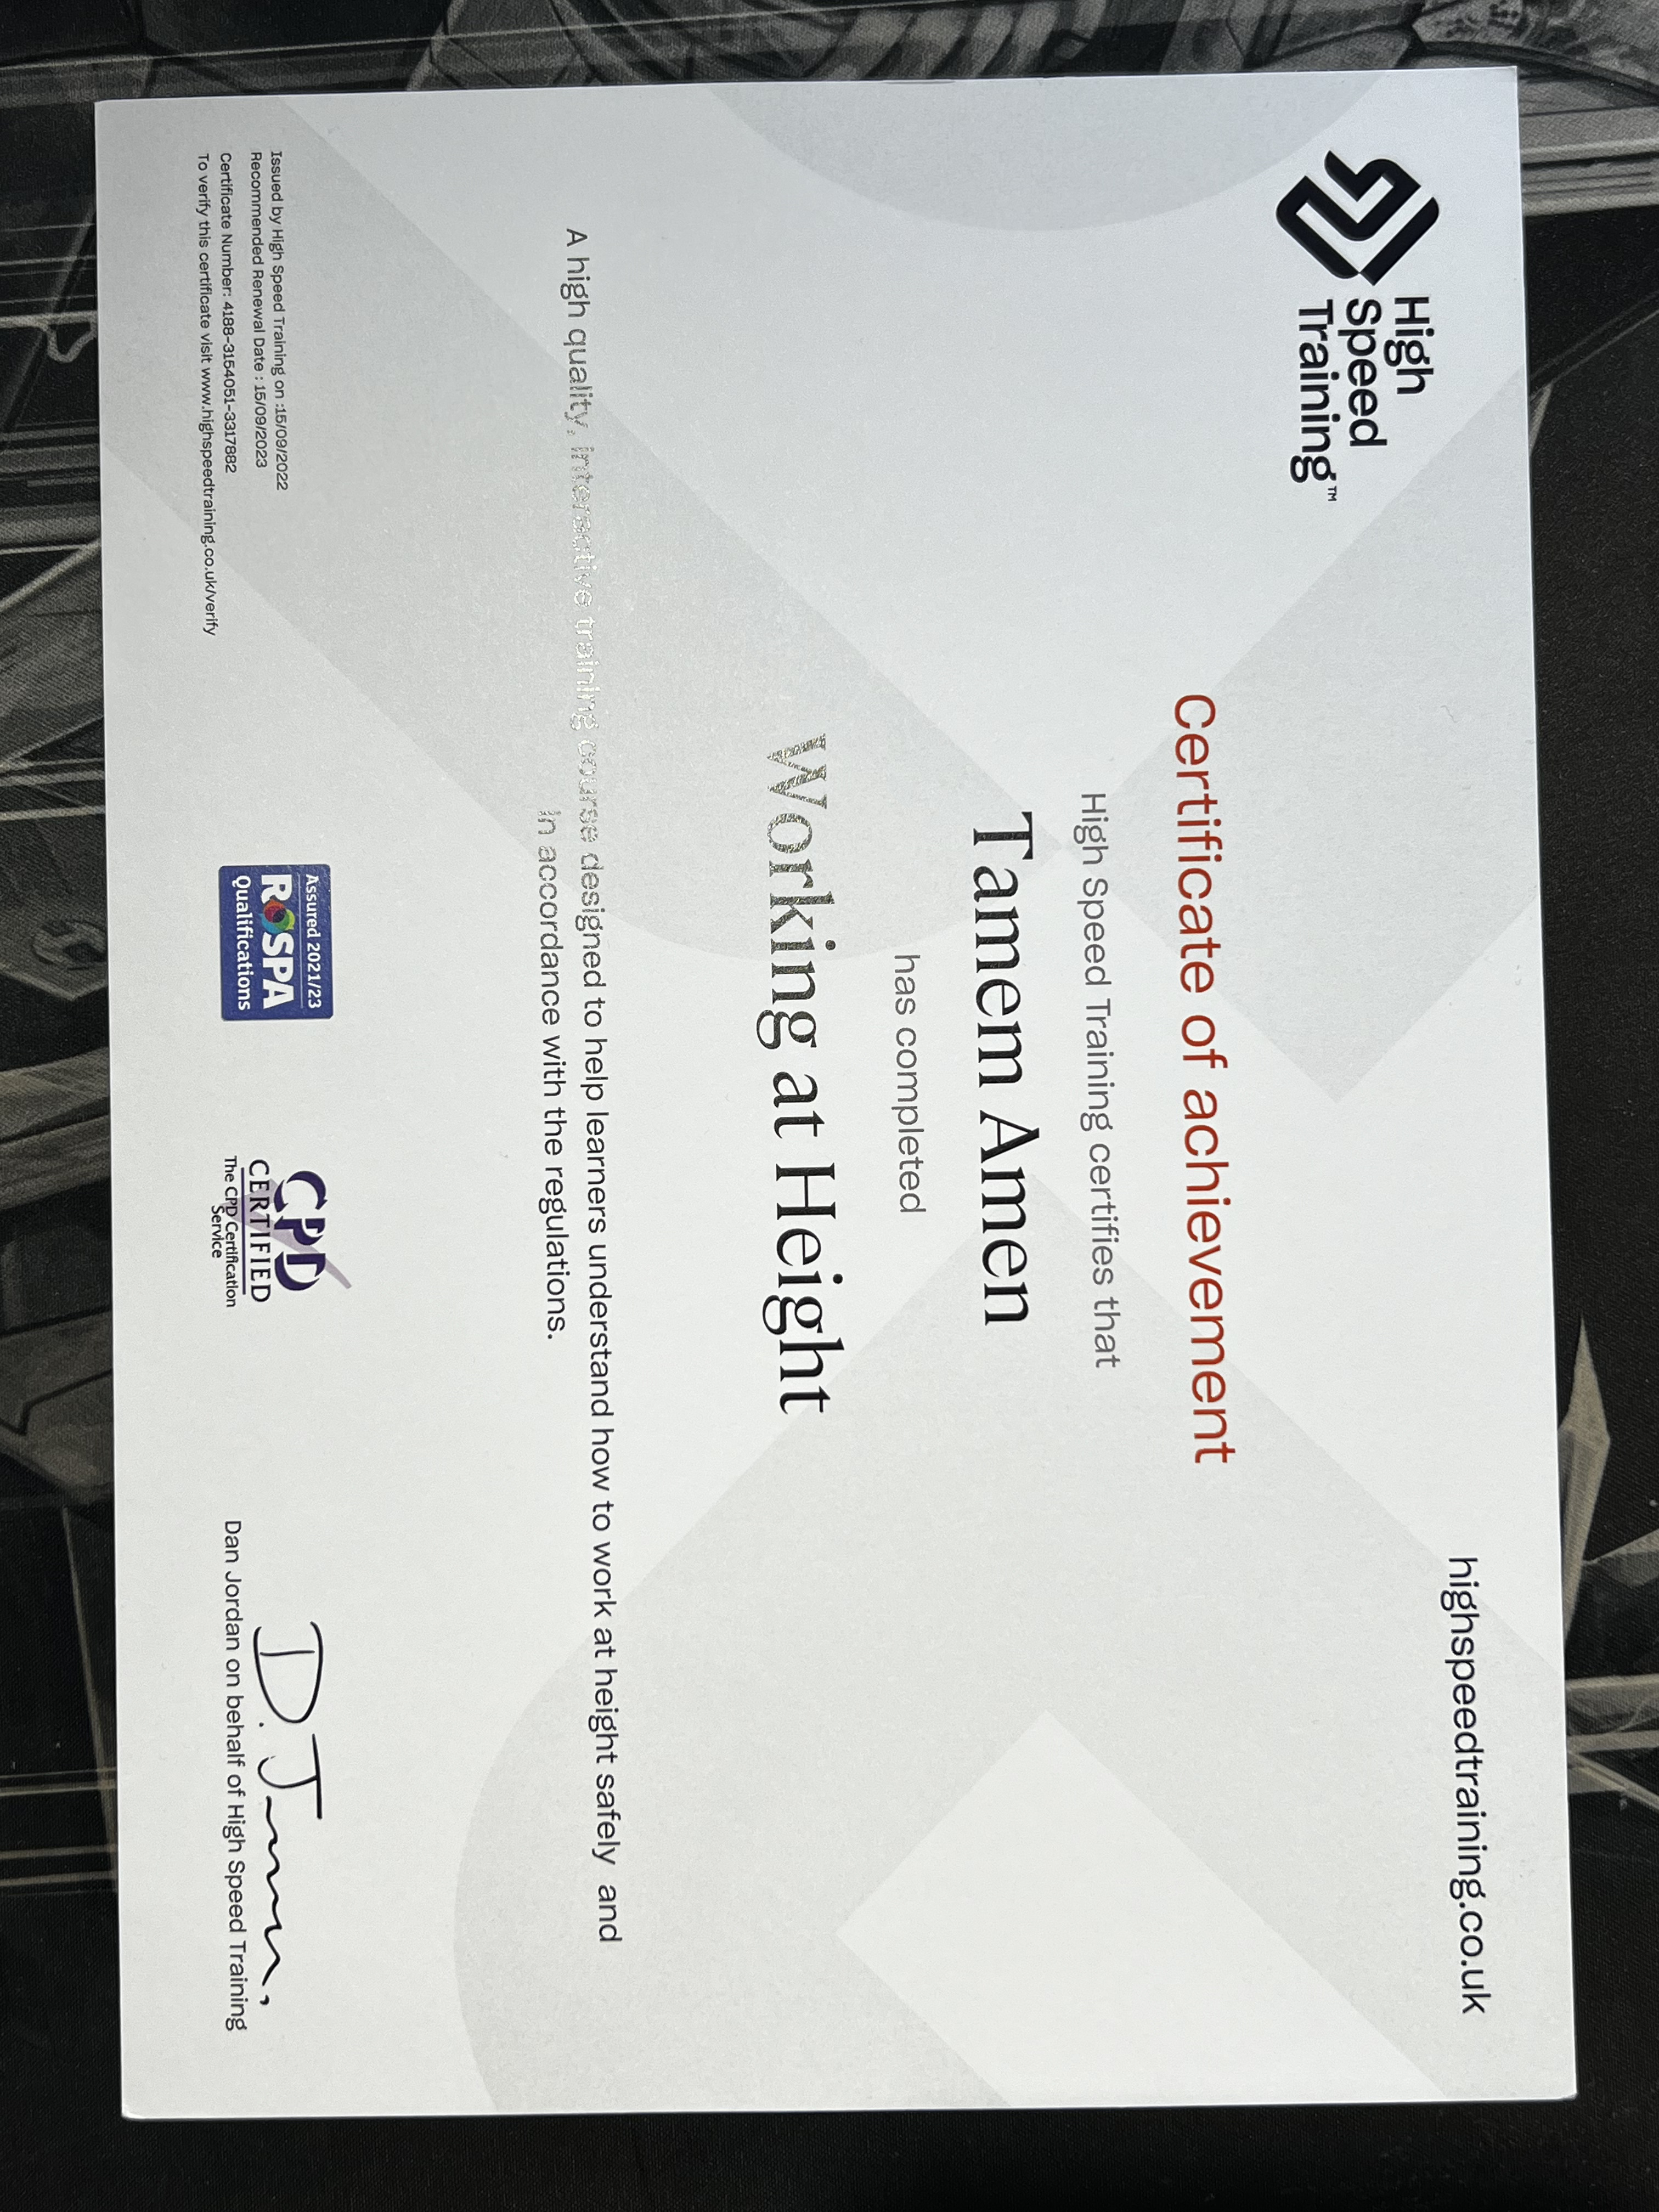 highspeedtraining.co.uk
High
Speed
Training™
Certificate of achievement
High Speed Training certifies that
Tamem Amen
has completed
Working at Height
A high quality, interactive training course designed to help learners understand how to work at height safely  and
in accordance with the regulations.
Issued by High Speed Training on :15/09/2022
Recommended Renewal Date : 15/09/2023
Certificate Number: 4188-3154051-3317882
To verify this certificate visit www.highspeedtraining.co.uk/verify
Assured 2021/23
RoSPA
Qualifications
CPD
CERTIFIED
The CPD Certification
Service
D. J
Dan Jordan on behalf of High Speed Training